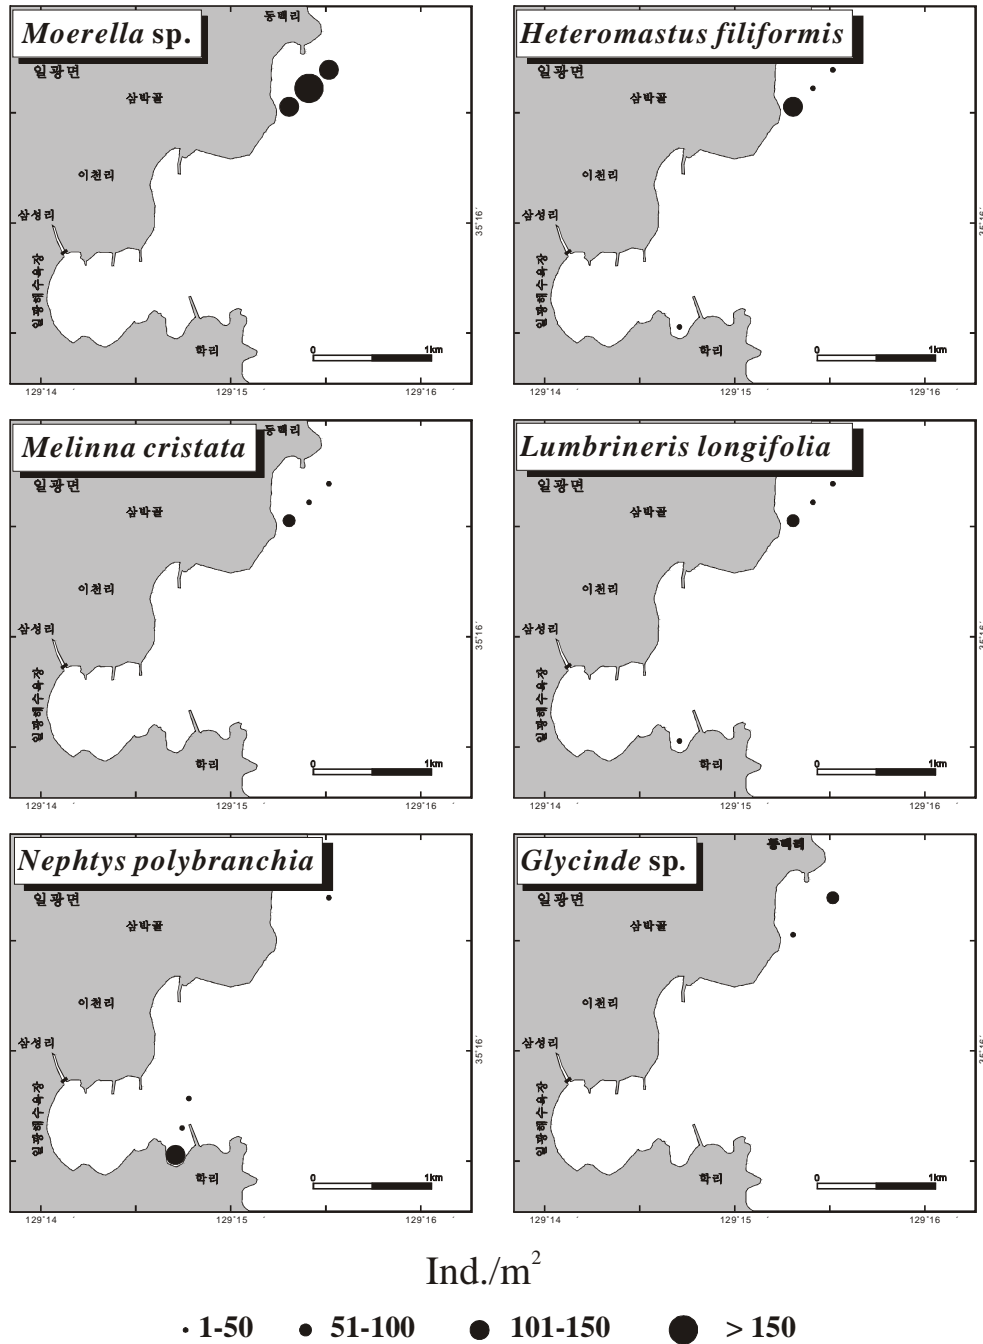 Moerella sp.
동백리
일광면
삼박골
이천리
삼성리
일광해수욕장
학리
0 1km
35°16´
129°14´ 129°15´ 129°16´
Heteromastus filiformis
일광면
삼박골
이천리
삼성리
일광해수욕장
학리
0 1km
35°16´
129°14´ 129°15´ 129°16´
Melinna cristata
동백리
일광면
삼박골
이천리
삼성리
일광해수욕장
학리
0 1km
35°16´
129°14´ 129°15´ 129°16´
Lumbrineris longifolia
일광면
삼박골
이천리
삼성리
일광해수욕장
학리
0 1km
35°16´
129°14´ 129°15´ 129°16´
Nephtys polybranchia
일광면
삼박골
이천리
삼성리
일광해수욕장
학리
0 1km
35°16´
129°14´ 129°15´ 129°16´
Glycinde sp.
동백리
일광면
삼박골
이천리
삼성리
일광해수욕장
학리
0 1km
35°16´
129°14´ 129°15´ 129°16´
Ind./m²
1-50 51-100 101-150 > 150